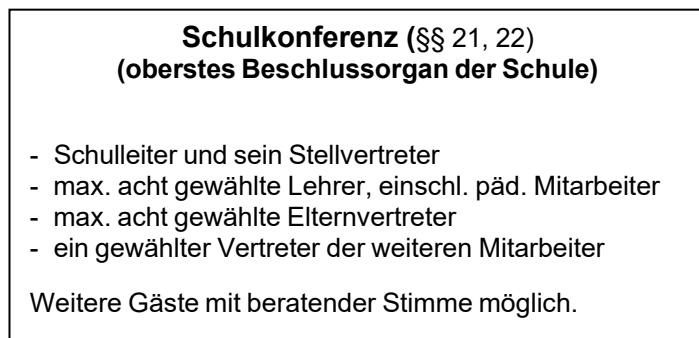 Schulkonferenz (§§ 21, 22)
(oberstes Beschlussorgan der Schule)
- Schulleiter und sein Stellvertreter
- max. acht gewählte Lehrer, einschl. päd. Mitarbeiter
- max. acht gewählte Elternvertreter
- ein gewählter Vertreter der weiteren Mitarbeiter
Weitere Gäste mit beratender Stimme möglich.